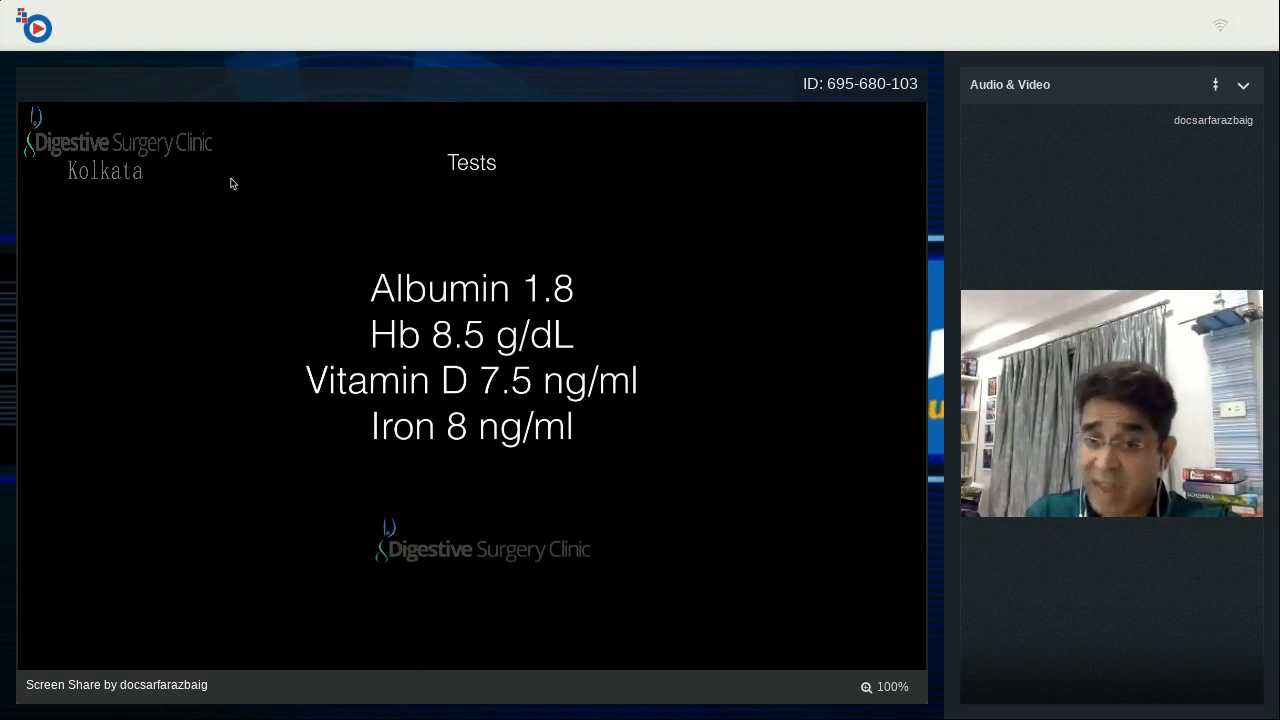 ID: 695-680-103
Digestive Surgery Clinic
Kolkata
Tests
Albumin 1.8
Hb 8.5 g/dL
Vitamin D 7.5 ng/ml
Iron 8 ng/ml
Digestive Surgery Clinic
Screen Share by docsarfarazbaig
100%
Audio & Video
docsarfarazbaig
SCRABBLE